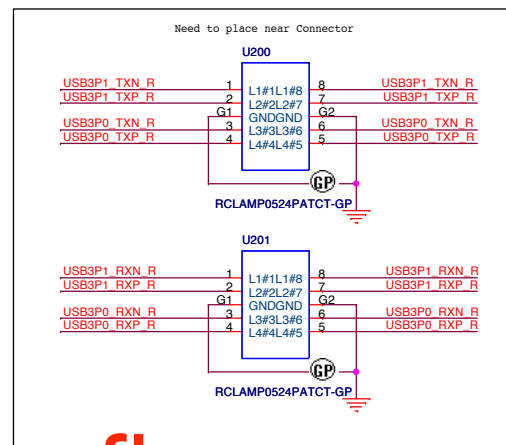 Need to place near Connector
U200
USB3P1_TXN_R 1 L1#1L1#8 8 USB3P1_TXN_R
USB3P1_TXP_R 2 L2#2L2#7 7 USB3P1_TXP_R
G1 GNDGND G2
USB3P0_TXN_R 3 L3#3L3#6 6 USB3P0_TXN_R
USB3P0_TXP_R 4 L4#4L4#5 5 USB3P0_TXP_R
GP
RCLAMP0524PATCT-GP
U201
USB3P1_RXN_R 1 L1#1L1#8 8 USB3P1_RXN_R
USB3P1_RXP_R 2 L2#2L2#7 7 USB3P1_RXP_R
G1 GNDGND G2
USB3P0_RXN_R 3 L3#3L3#6 6 USB3P0_RXN_R
USB3P0_RXP_R 4 L4#4L4#5 5 USB3P0_RXP_R
GP
RCLAMP0524PATCT-GP